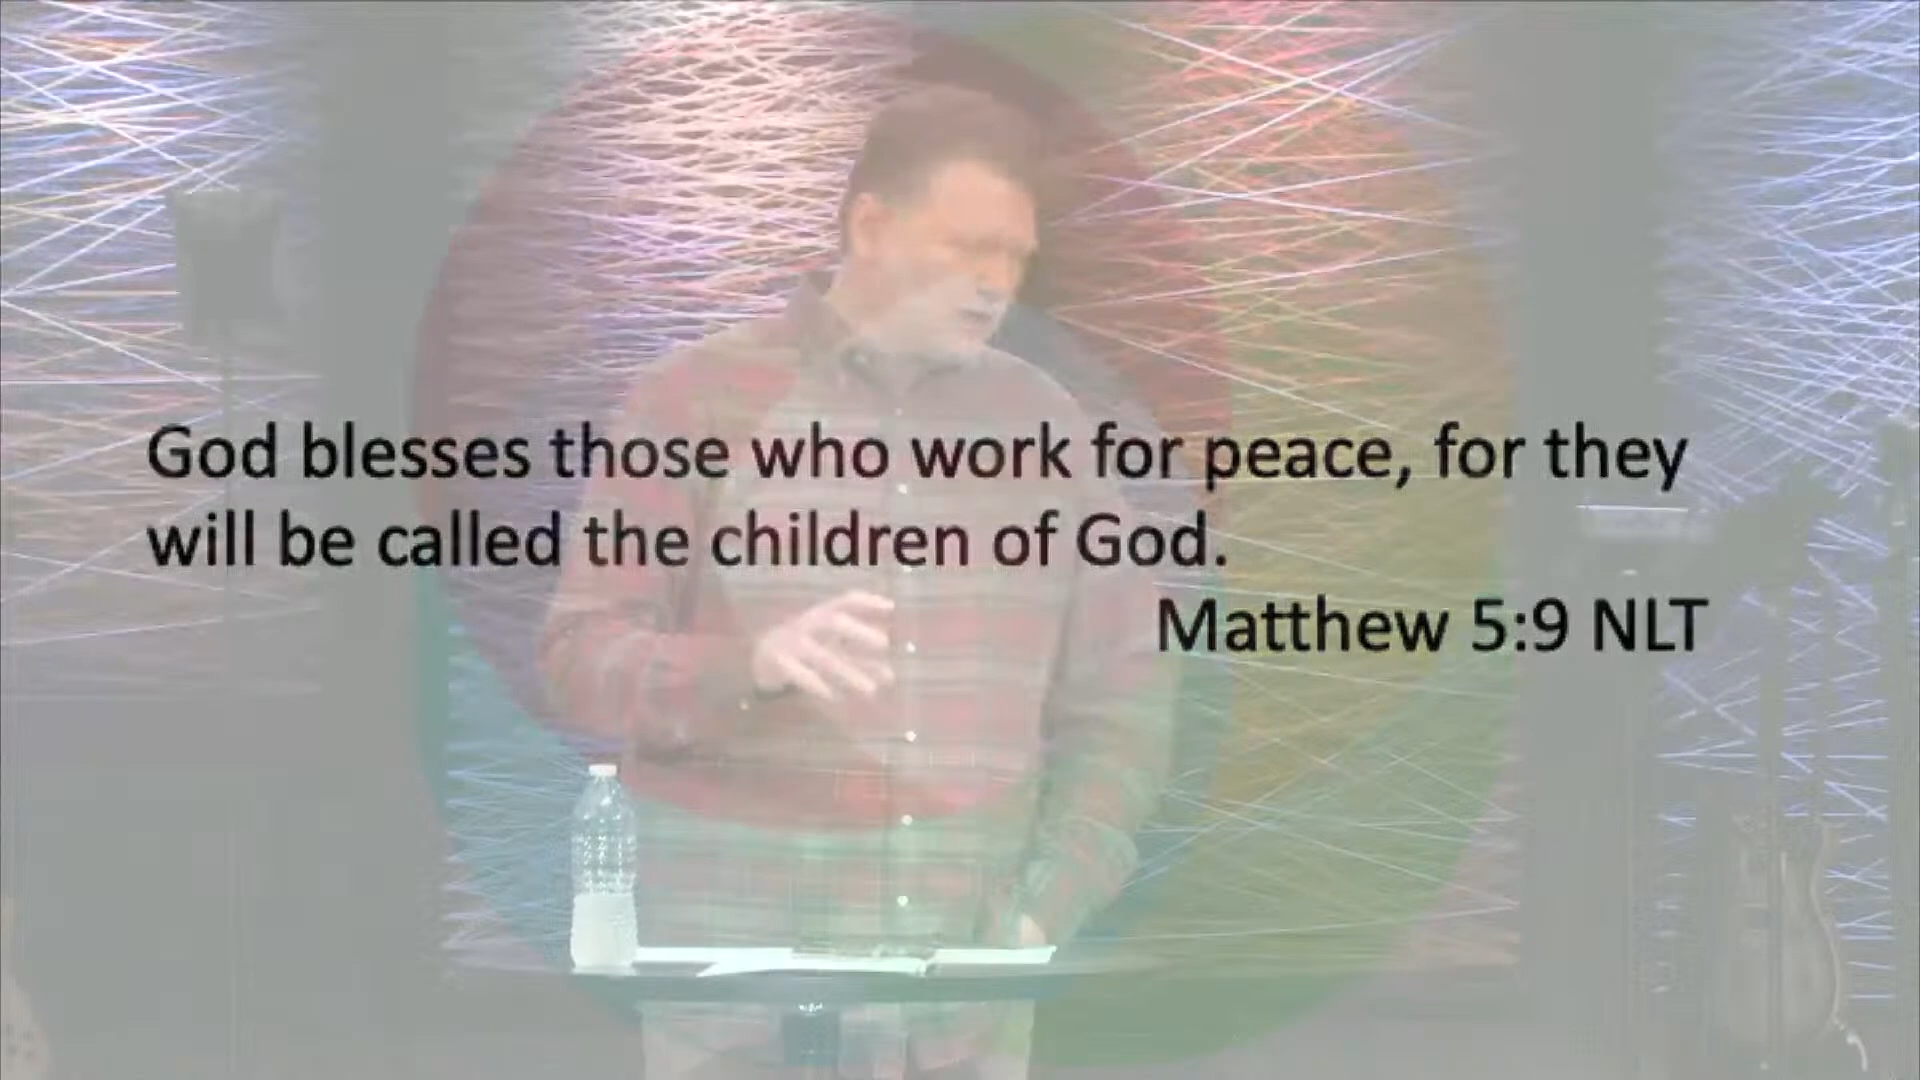 God blesses those who work for peace, for they
will be called the children of God.
Matthew 5:9 NLT